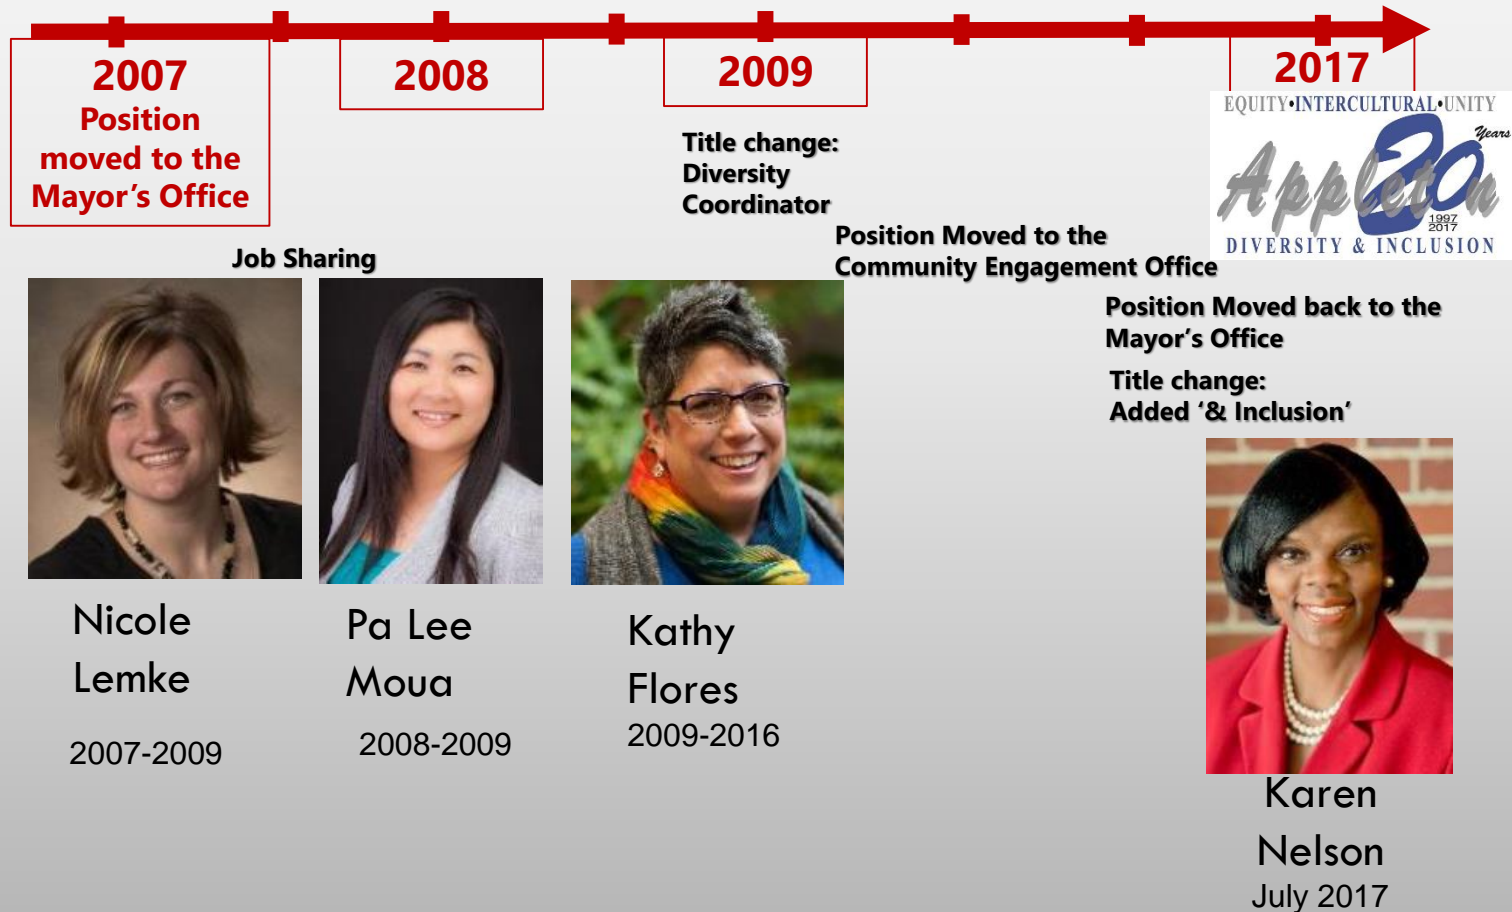 2007
Position
moved to the
Mayor’s Office
2008
2009
2017
EQUITY•INTERCULTURAL•UNITY
Appleton
20
Years
1997
2017
DIVERSITY & INCLUSION
Title change:
Diversity
Coordinator
Position Moved to the
Community Engagement Office
Position Moved back to the
Mayor’s Office
Title change:
Added ‘& Inclusion’
Job Sharing
Nicole
Lemke
2007-2009
Pa Lee
Moua
2008-2009
Kathy
Flores
2009-2016
Karen
Nelson
July 2017